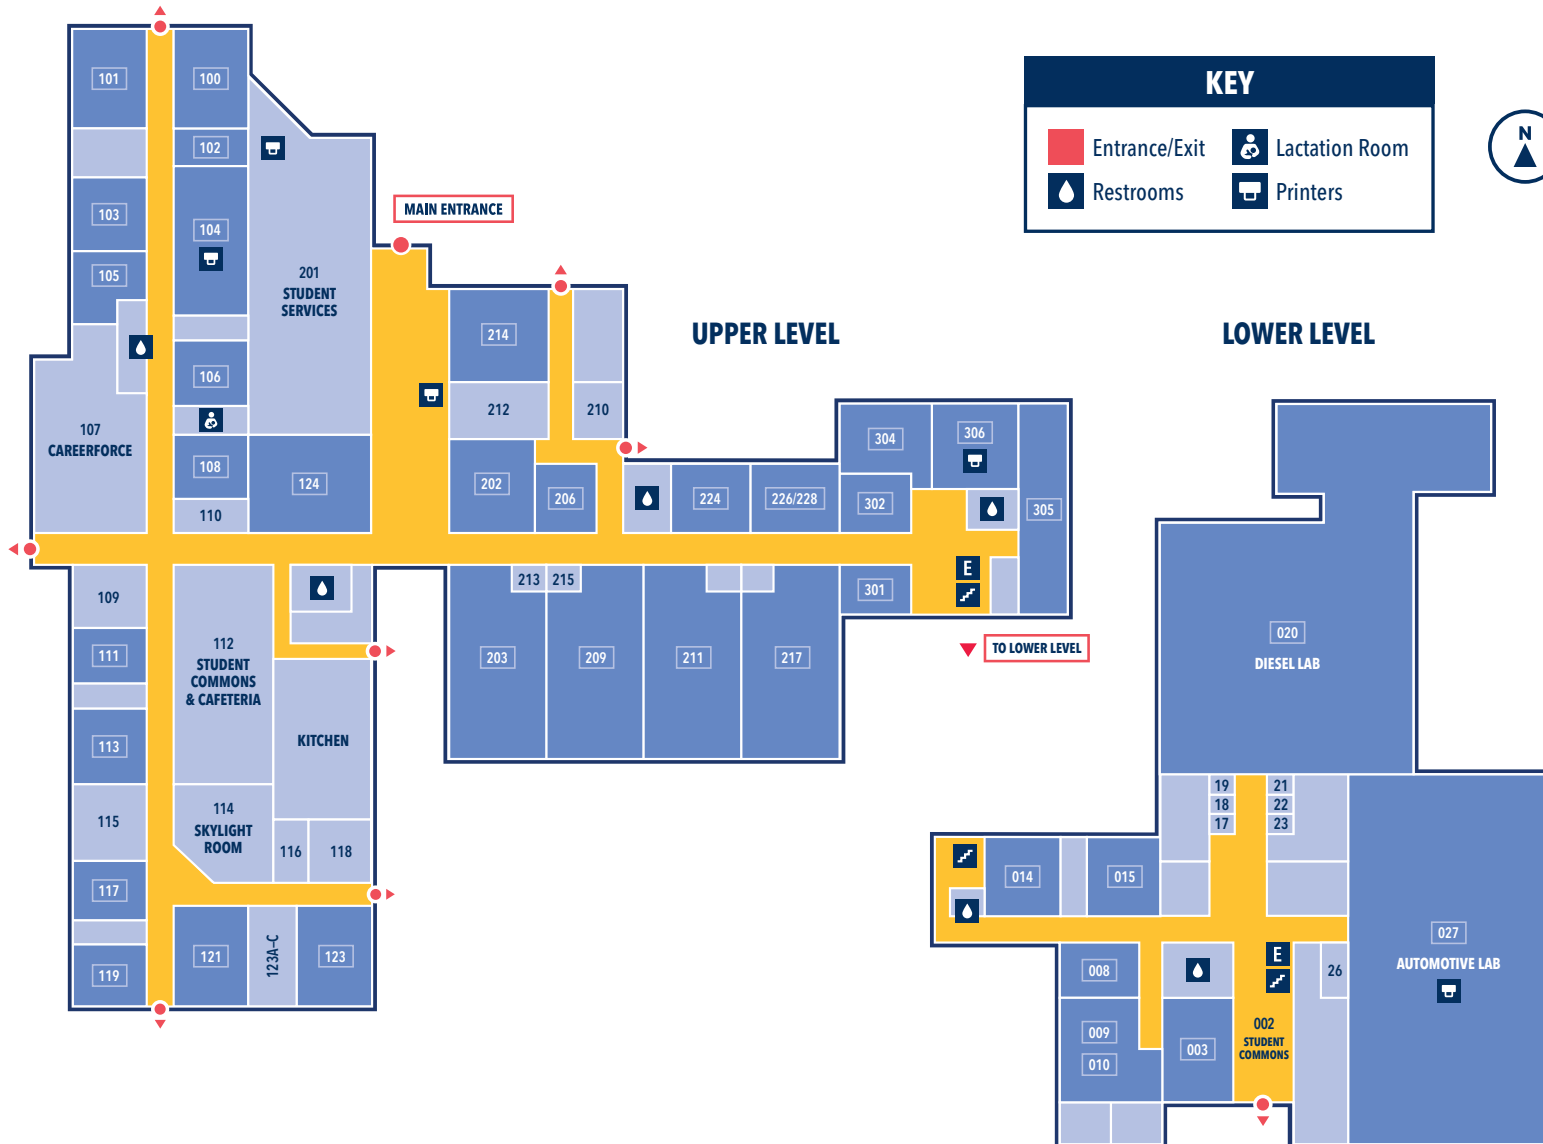 KEY
Entrance/Exit
Lactation Room
Restrooms
Printers
N
MAIN ENTRANCE
UPPER LEVEL
LOWER LEVEL
101
100
102
103
104
105
201
STUDENT
SERVICES
106
107
CAREERFORCE
108
110
124
214
212
210
202
206
224
226/228
304
306
302
305
E
301
213
215
203
209
211
217
TO LOWER LEVEL
109
111
112
STUDENT
COMMONS
& CAFETERIA
113
KITCHEN
115
114
SKYLIGHT
ROOM
116
118
117
119
121
123A–C
123
020
DIESEL LAB
19
18
17
21
22
23
014
015
027
AUTOMOTIVE LAB
008
E
26
009
010
003
002
STUDENT
COMMONS